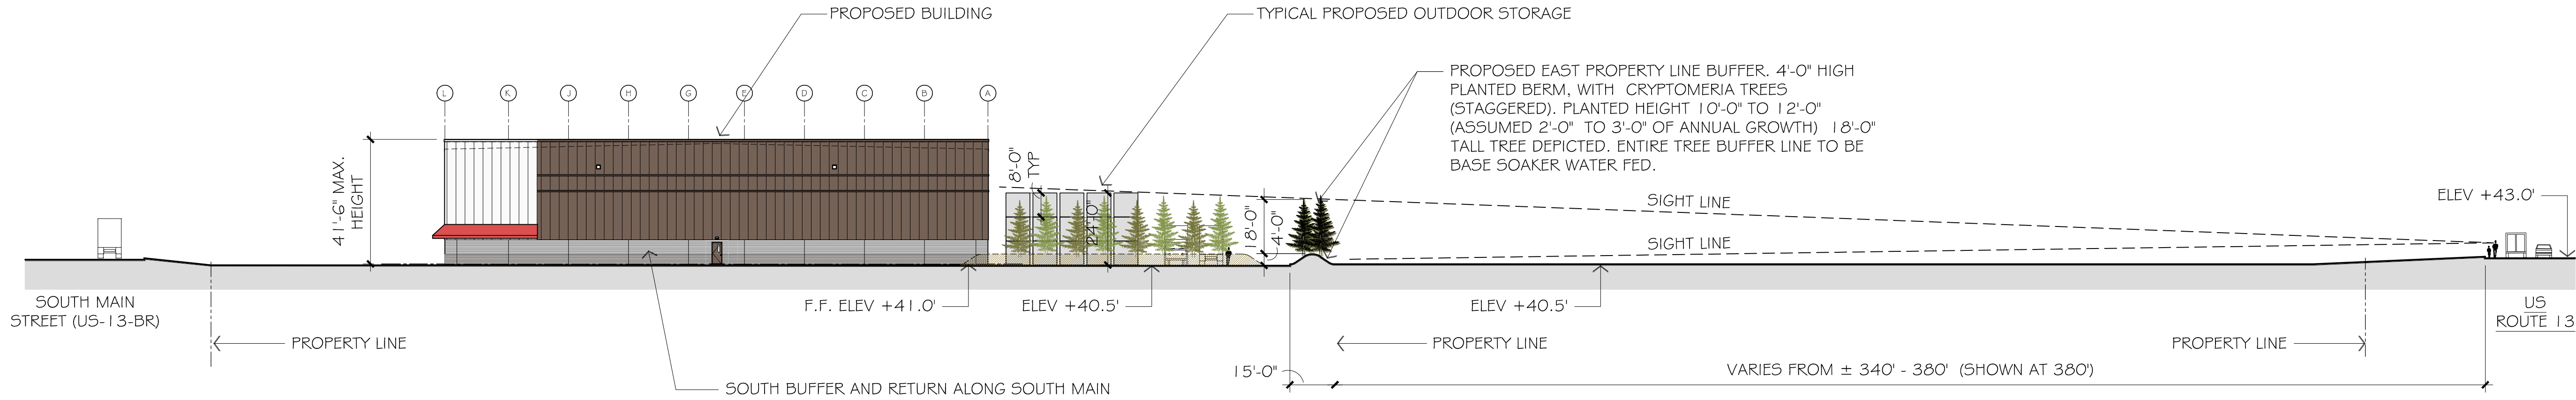 PROPOSED BUILDING
TYPICAL PROPOSED OUTDOOR STORAGE
PROPOSED EAST PROPERTY LINE BUFFER. 4'-0" HIGH
PLANTED BERM, WITH CRYPTOMERIA TREES
(STAGGERED). PLANTED HEIGHT 10'-0" TO 12'-0"
(ASSUMED 2'-0" TO 3'-0" OF ANNUAL GROWTH) 18'-0"
TALL TREE DEPICTED. ENTIRE TREE BUFFER LINE TO BE
BASE SOAKER WATER FED.
L K J H G E D C B A
41'-6" MAX.
HEIGHT
8'-0"
TYP
24'-0"
18'-0"
4'-0"
SIGHT LINE
SIGHT LINE
ELEV +43.0'
SOUTH MAIN
STREET (US-13-BR)
F.F. ELEV +41.0'
ELEV +40.5'
ELEV +40.5'
US
ROUTE 13
PROPERTY LINE
PROPERTY LINE
PROPERTY LINE
15'-0"
VARIES FROM ± 340' - 380' (SHOWN AT 380')
SOUTH BUFFER AND RETURN ALONG SOUTH MAIN